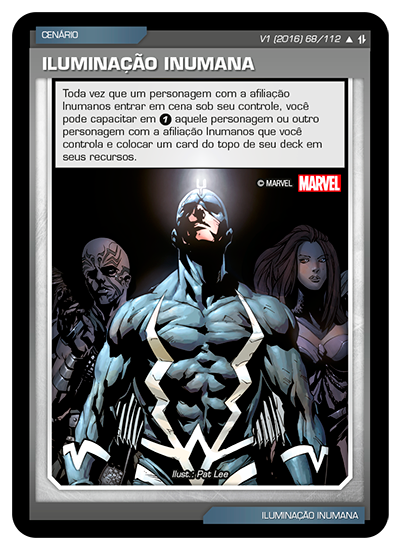 CENÁRIO
V1 (2016) 68/112
ILUMINAÇÃO INUMANA
Toda vez que um personagem com a afiliação
Inumanos entrar em cena sob seu controle, você
pode capacitar em 1 aquele personagem ou outro
personagem com a afiliação Inumanos que você
controla e colocar um card do topo de seu deck em
seus recursos.
© MARVEL MARVEL
Ilust.: Pat Lee
ILUMINAÇÃO INUMANA